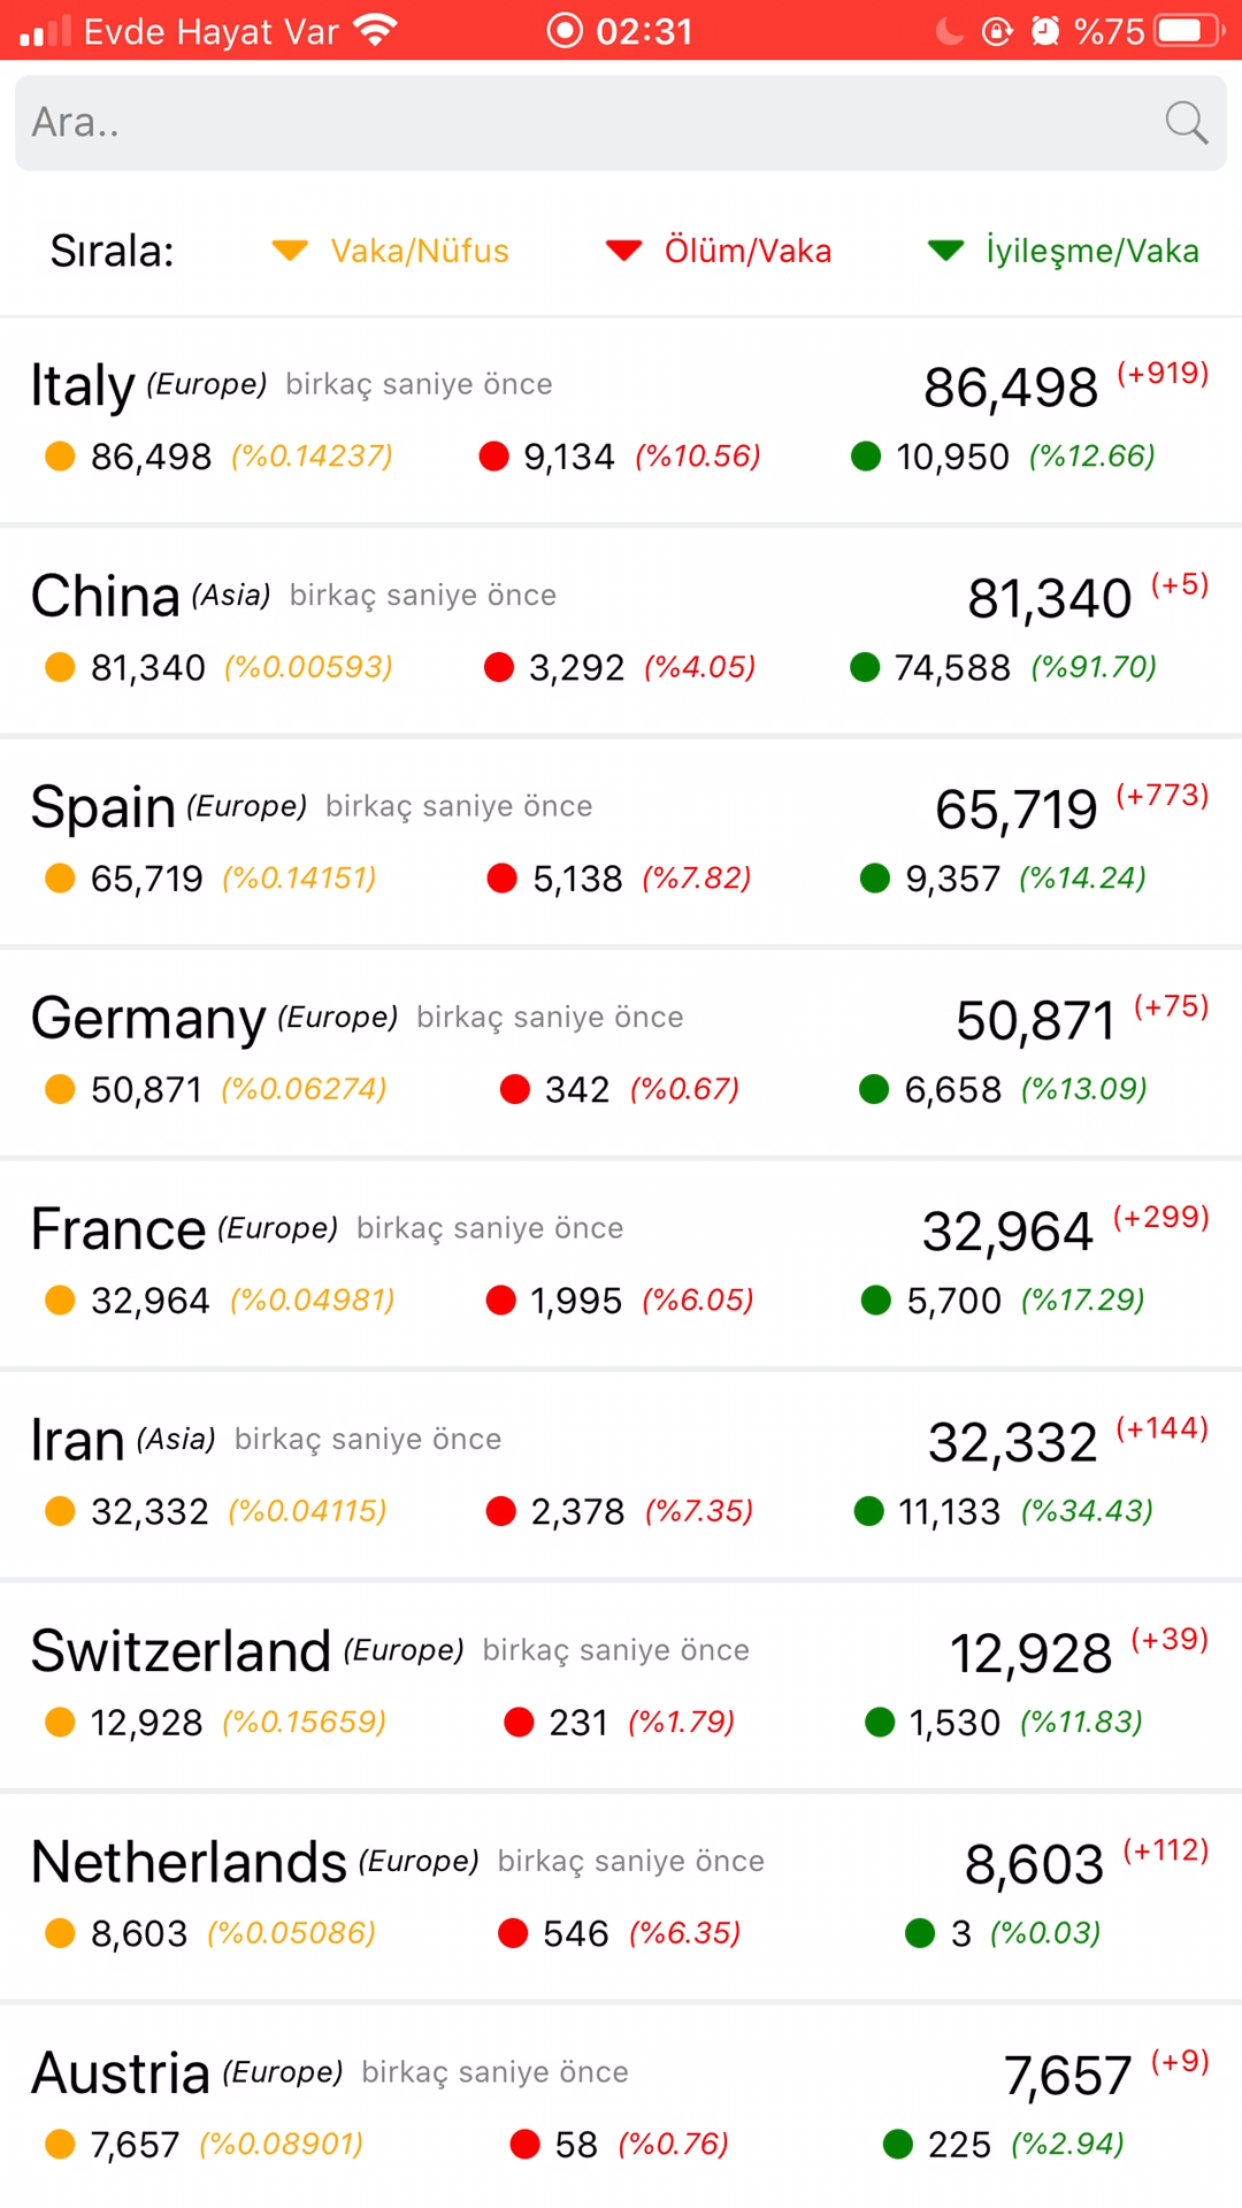 Evde Hayat Var 02:31 %75
Ara..
Sırala: Vaka/Nüfus Ölüm/Vaka İyileşme/Vaka
Italy (Europe) birkaç saniye önce 86,498 (+919)
86,498 (%0.14237) 9,134 (%10.56) 10,950 (%12.66)
China (Asia) birkaç saniye önce 81,340 (+5)
81,340 (%0.00593) 3,292 (%4.05) 74,588 (%91.70)
Spain (Europe) birkaç saniye önce 65,719 (+773)
65,719 (%0.14151) 5,138 (%7.82) 9,357 (%14.24)
Germany (Europe) birkaç saniye önce 50,871 (+75)
50,871 (%0.06274) 342 (%0.67) 6,658 (%13.09)
France (Europe) birkaç saniye önce 32,964 (+299)
32,964 (%0.04981) 1,995 (%6.05) 5,700 (%17.29)
Iran (Asia) birkaç saniye önce 32,332 (+144)
32,332 (%0.04115) 2,378 (%7.35) 11,133 (%34.43)
Switzerland (Europe) birkaç saniye önce 12,928 (+39)
12,928 (%0.15659) 231 (%1.79) 1,530 (%11.83)
Netherlands (Europe) birkaç saniye önce 8,603 (+112)
8,603 (%0.05086) 546 (%6.35) 3 (%0.03)
Austria (Europe) birkaç saniye önce 7,657 (+9)
7,657 (%0.08901) 58 (%0.76) 225 (%2.94)